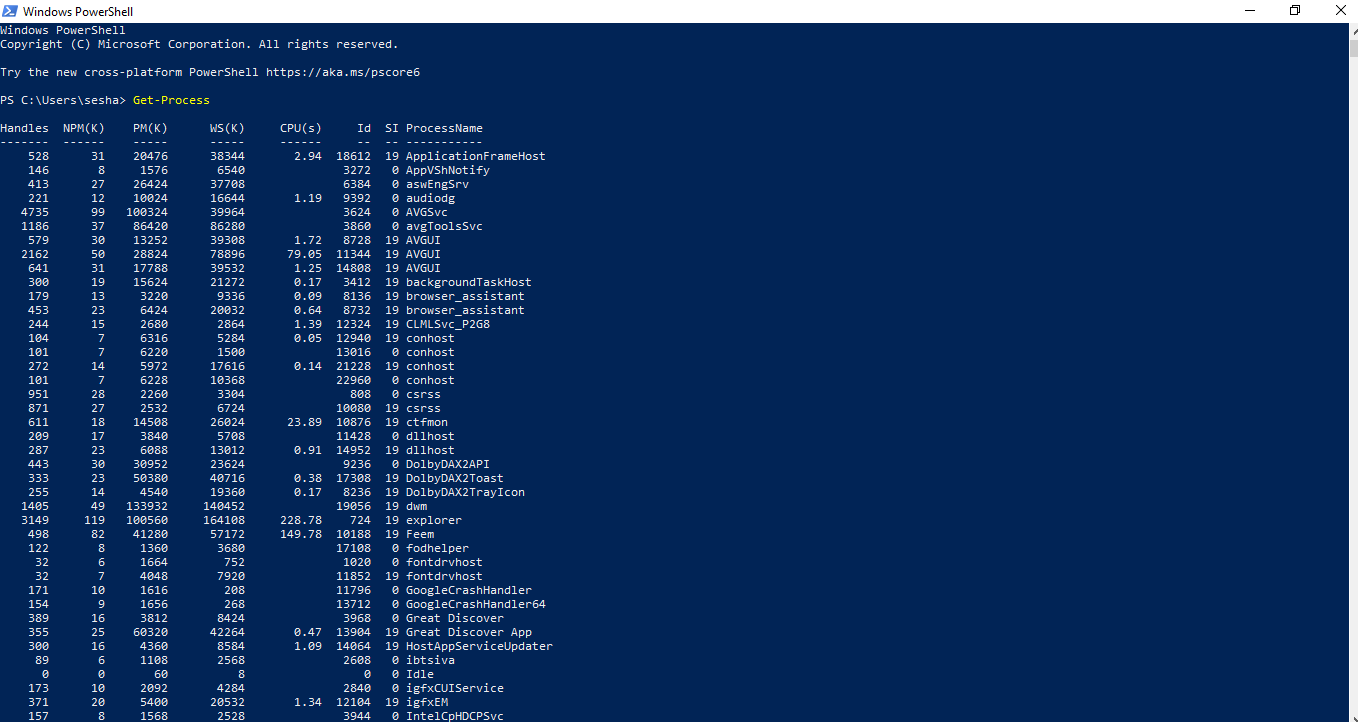 Windows PowerShell
Windows PowerShell
Copyright (C) Microsoft Corporation. All rights reserved.
Try the new cross-platform PowerShell https://aka.ms/pscore6
PS C:\Users\sesha> Get-Process
Handles  NPM(K)    PM(K)      WS(K)     CPU(s)     Id  SI ProcessName
-------  ------    -----      -----     ------     --  -- -----------
    528      31    20476      38344       2.94  18612  19 ApplicationFrameHost
    146       8     1576       6540              3272   0 AppVShNotify
    413      27    26424      37708              6384   0 aswEngSrv
    221      12    10024      16644       1.19   9392   0 audiodg
   4735      99   100324      39964              3624   0 AVGSvc
   1186      37    86420      86280              3860   0 avgToolsSvc
    579      30    13252      39308       1.72   8728  19 AVGUI
   2162      50    28824      78896      79.05  11344  19 AVGUI
    641      31    17788      39532       1.25  14808  19 AVGUI
    300      19    15624      21272       0.17   3412  19 backgroundTaskHost
    179      13     3220       9336       0.09   8136  19 browser_assistant
    453      23     6424      20032       0.64   8732  19 browser_assistant
    244      15     2680       2864       1.39  12324  19 CLMLSvc_P2G8
    104       7     6316       5284       0.05  12940  19 conhost
    101       7     6220       1500             13016   0 conhost
    272      14     5972      17616       0.14  21228  19 conhost
    101       7     6228      10368             22960   0 conhost
    951      28     2260       3304               808   0 csrss
    871      27     2532       6724             10080  19 csrss
    611      18    14508      26024      23.89  10876  19 ctfmon
    209      17     3840       5708             11428   0 dllhost
    287      23     6088      13012       0.91  14952  19 dllhost
    443      30    30952      23624              9236   0 DolbyDAX2API
    333      23    50380      40716       0.38  17308  19 DolbyDAX2Toast
    255      14     4540      19360       0.17   8236  19 DolbyDAX2TrayIcon
   1405      49   133932     140452             19056  19 dwm
   3149     119   100560     164108     228.78    724  19 explorer
    498      82    41280      57172     149.78  10188  19 Feem
    122       8     1360       3680             17108   0 fodhelper
     32       6     1664        752              1020   0 fontdrvhost
     32       7     4048       7920             11852  19 fontdrvhost
    171      10     1616        208             11796   0 GoogleCrashHandler
    154       9     1656        268             13712   0 GoogleCrashHandler64
    389      16     3812       8424              3968   0 Great Discover
    355      25    60320      42264       0.47  13904  19 Great Discover App
    300      16     4360       8584       1.09  14064  19 HostAppServiceUpdater
     89       6     1108       2568              2608   0 ibtsiva
      0       0       60          8                 0   0 Idle
    173      10     2092       4284              2840   0 igfxCUIService
    371      20     5400      20532       1.34  12104  19 igfxEM
    157       8     1568       2528              3944   0 IntelCpHDCPSvc